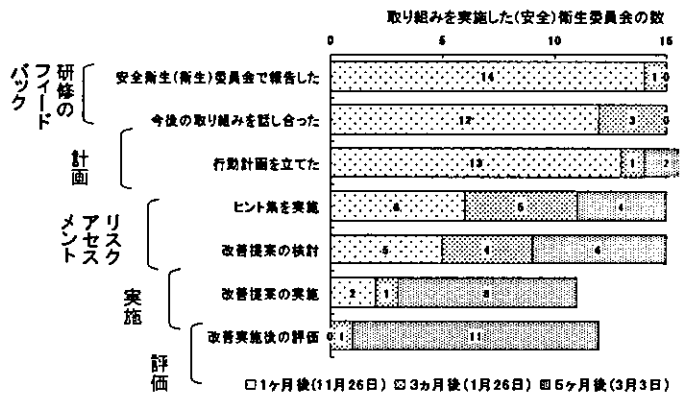 取り組みを実施した(安全)衛生委員会の数
0 5 10 15
研修の
フィード
バック
安全衛生(衛生)委員会で報告した
14 1 0
今後の取り組みを話し合った
12 3 0
計画
行動計画を立てた
13 1 2
リスク
アセス
メント
ヒント集を実施
6 5 4
改善提案の検討
5 4 6
実施
改善提案の実施
2 1 8
評価
改善実施後の評価
0 1 11
1ヶ月後(11月26日) 3ヵ月後(1月26日) 5ヶ月後(3月3日)